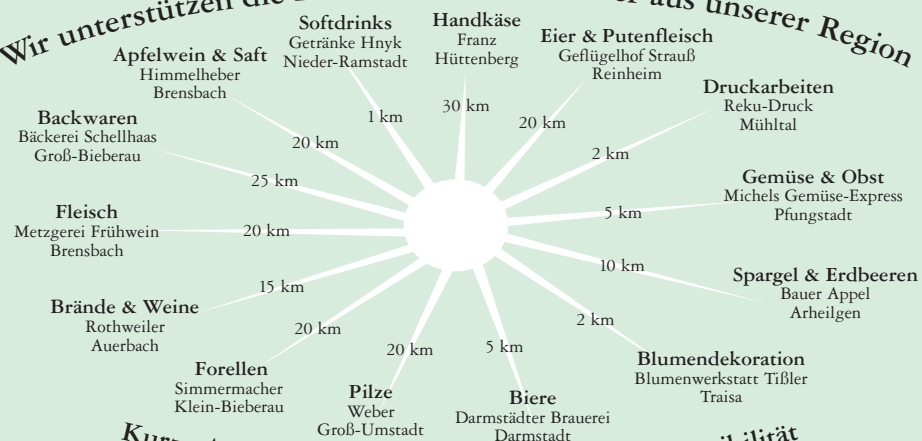 Wir unterstützen die
aus unserer Region
Softdrinks
Getränke Hnyk
Nieder-Ramstadt
1 km
Handkäse
Franz
Hüttenberg
30 km
Eier & Putenfleisch
Geflügelhof Strauß
Reinheim
20 km
Druckarbeiten
Reku-Druck
Mühltal
2 km
Gemüse & Obst
Michels Gemüse-Express
Pfungstadt
5 km
Spargel & Erdbeeren
Bauer Appel
Arheilgen
10 km
Blumendekoration
Blumenwerkstatt Tißler
Traisa
2 km
Biere
Darmstädter Brauerei
Darmstadt
5 km
Pilze
Weber
Groß-Umstadt
20 km
Forellen
Simmermacher
Klein-Bieberau
20 km
Brände & Weine
Rothweiler
Auerbach
15 km
Fleisch
Metzgerei Frühwein
Brensbach
20 km
Backwaren
Bäckerei Schellhaas
Groß-Bieberau
25 km
Apfelwein & Saft
Himmelheber
Brensbach
20 km